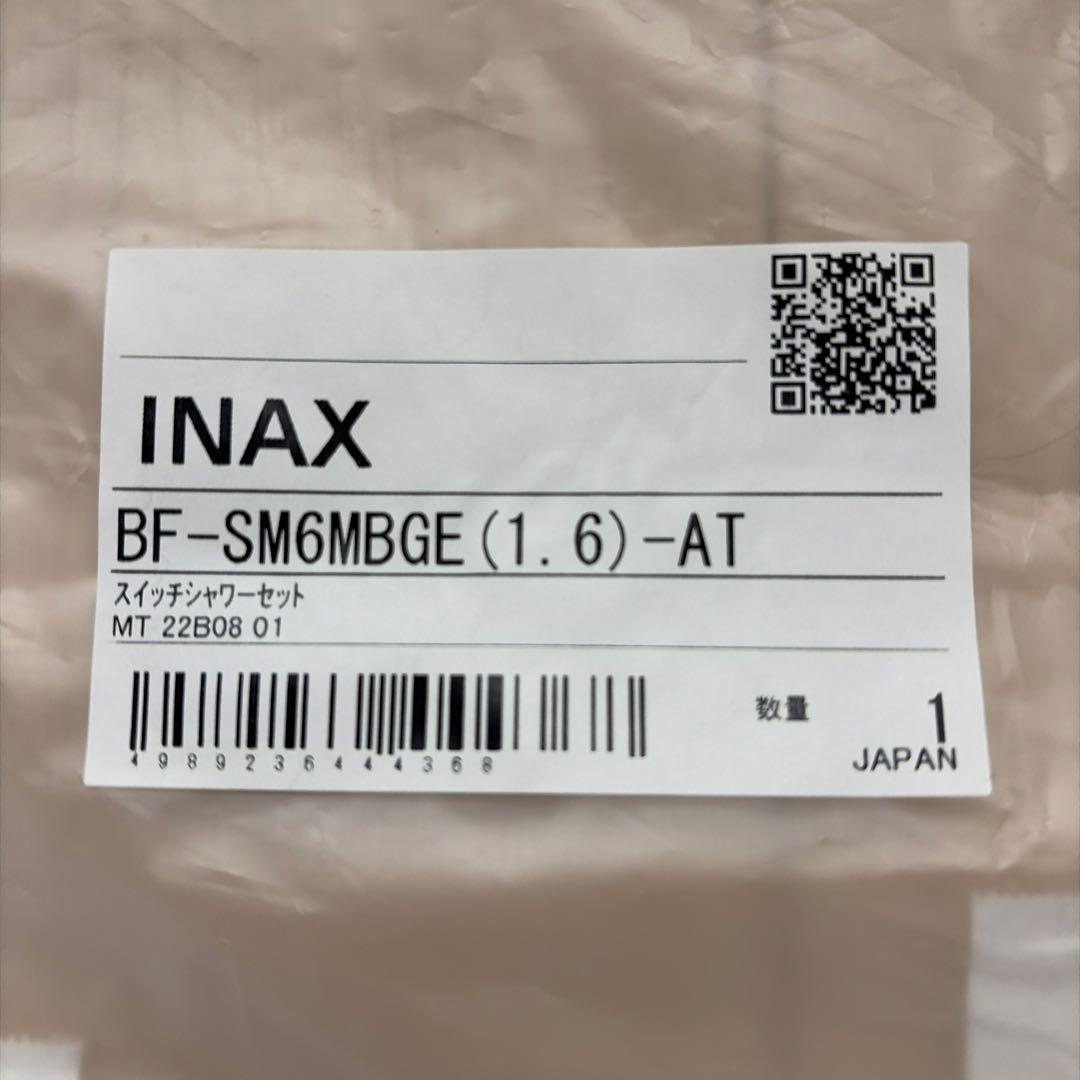 INAX
BF-SM6MBGE(1.6)-AT
スイッチシャワーセット
MT 22B08 01
4989236444368
数量 1
JAPAN